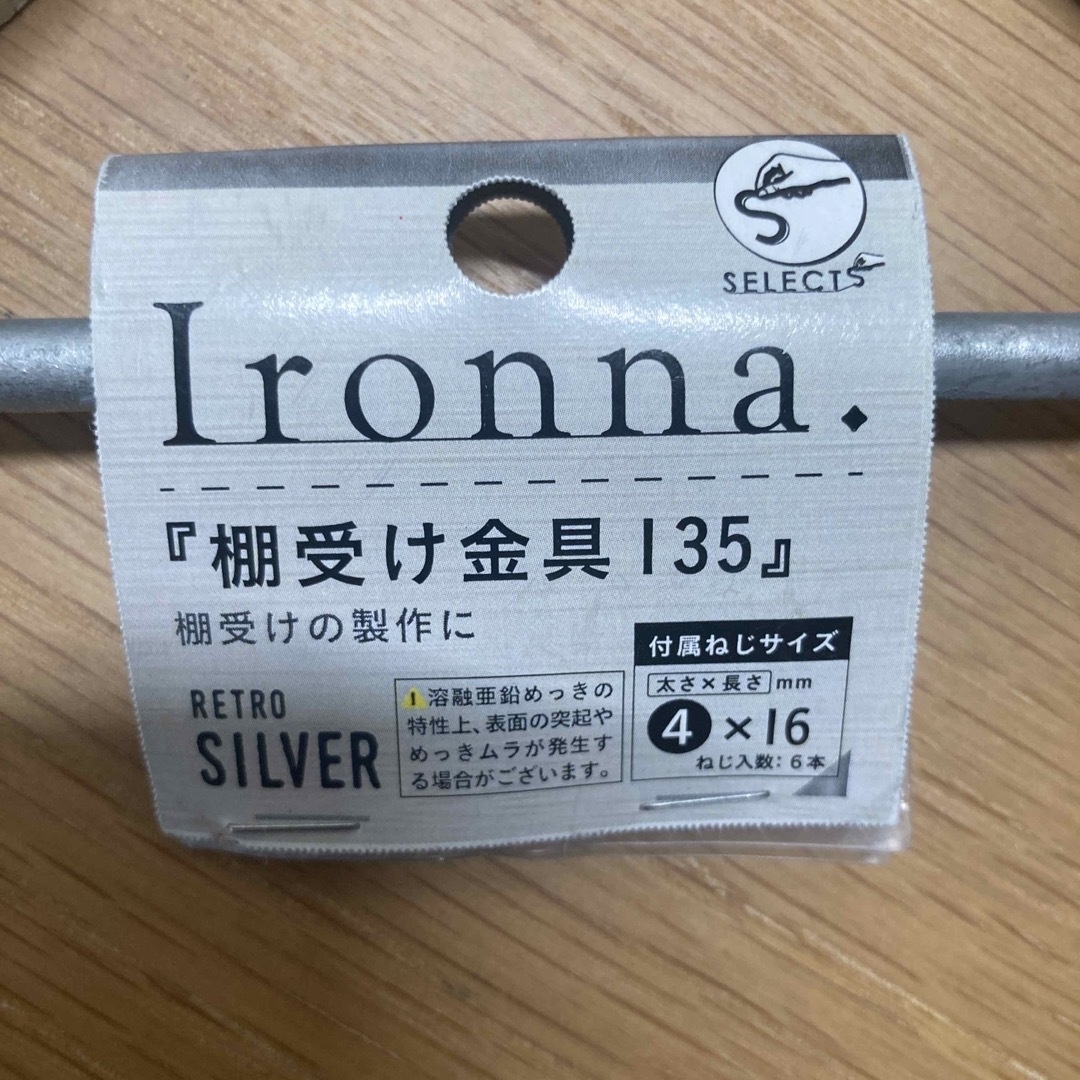 SELECTS
Ironna.
『棚受け金具135』
棚受けの製作に
RETRO
SILVER
溶融亜鉛めっきの
特性上、表面の突起や
めっきムラが発生す
る場合がございます。
付属ねじサイズ
太さ×長さ mm
4×16
ねじ入数：6本